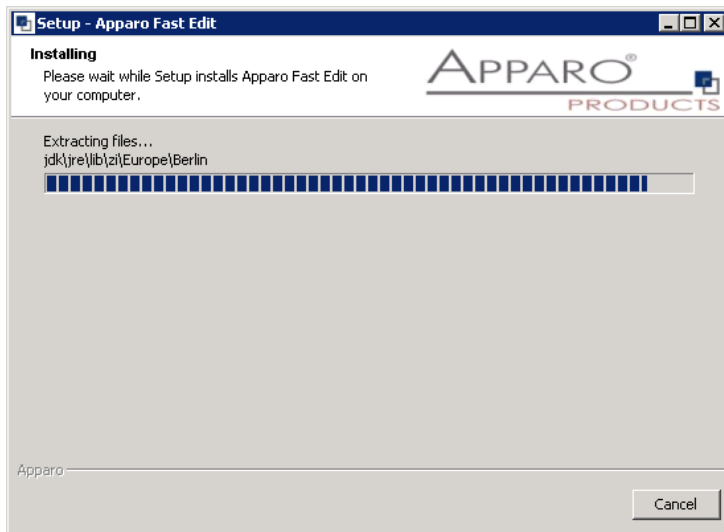 Setup - Apparo Fast Edit
Installing
Please wait while Setup installs Apparo Fast Edit on
your computer.
APPARO®
PRODUCTS
Extracting files...
jdk\jre\lib\zi\Europe\Berlin
Apparo
Cancel